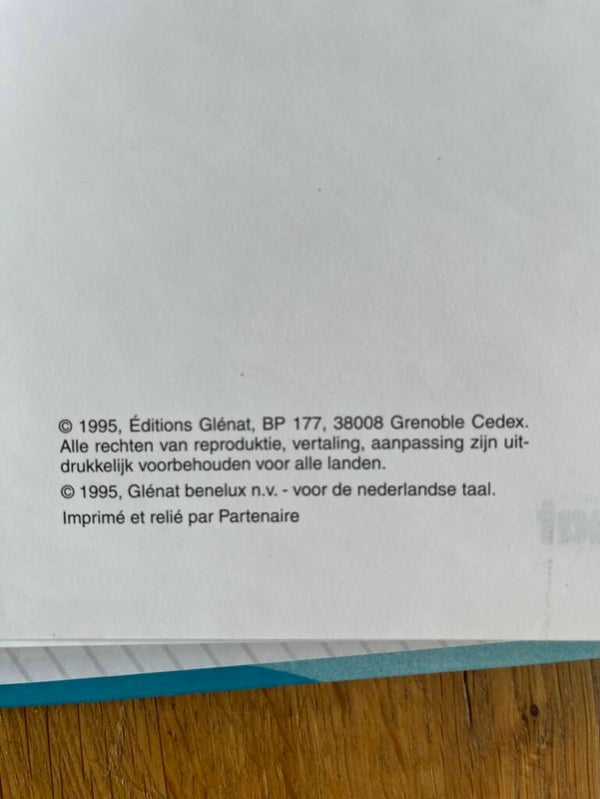 © 1995, Éditions Glénat, BP 177, 38008 Grenoble Cedex.
Alle rechten van reproduktie, vertaling, aanpassing zijn uit-
drukkelijk voorbehouden voor alle landen.
© 1995, Glénat benelux n.v. - voor de nederlandse taal.
Imprimé et relié par Partenaire